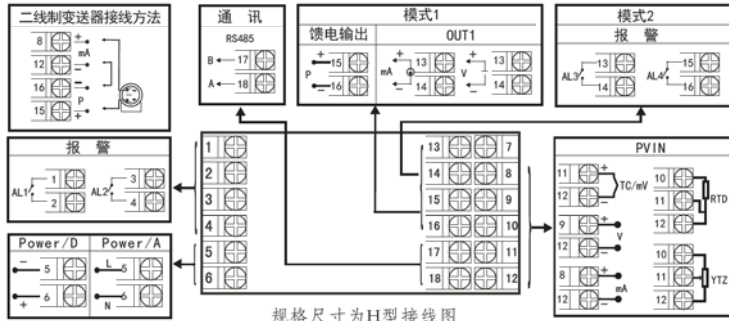 二线制变送器接线方法
8 + mA
12 -
16 - P
15 +
通 讯
RS485
B 17
A 18
模式1
馈电输出 OUT1
+ 15 P - 16
+ 13 mA - 14
+ 13 V - 14
模式2
报 警
AL3 13 14
AL4 15 16
报 警
AL1 1 2
AL2 3 4
Power/D Power/A
- 5 L 5
+ 6 N 6
1 13 7
2 14 8
3 15 9
4 16 10
5 17 11
6 18 12
PVIN
11 + 12 - TC/mV
10 11 12 RTD
9 + 12 - V
10 11 12 YTZ
8 + 12 - mA
规格尺寸为H型接线图